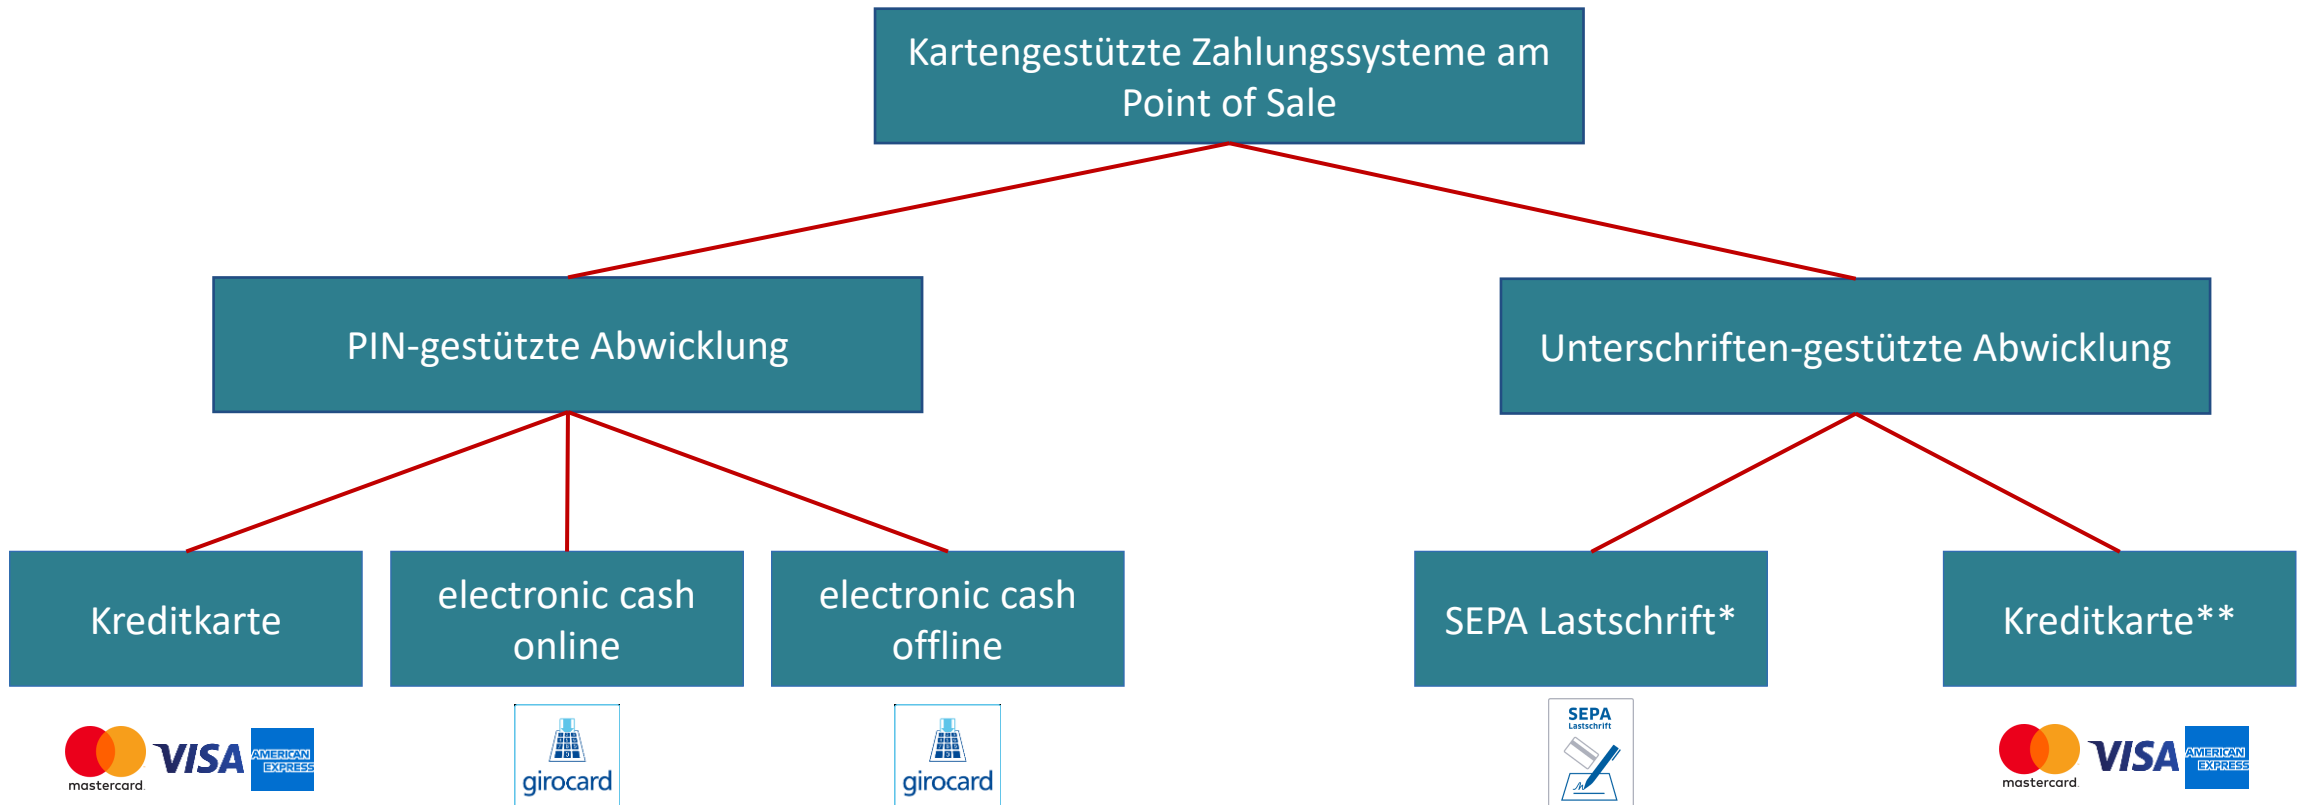 Kartengestützte Zahlungssysteme am
Point of Sale
PIN-gestützte Abwicklung
Unterschriften-gestützte Abwicklung
Kreditkarte
electronic cash
online
electronic cash
offline
SEPA Lastschrift*
Kreditkarte**
mastercard.
VISA
AMERICAN
EXPRESS
girocard
girocard
SEPA
Lastschrift
mastercard.
VISA
AMERICAN
EXPRESS